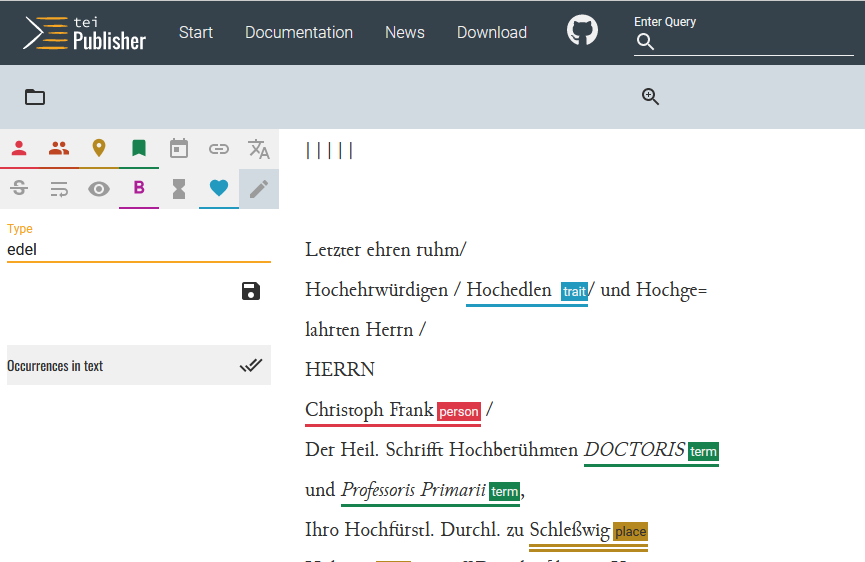 tei
Publisher
Start Documentation News Download
Enter Query
B
Type
edel
Occurrences in text
| | | | |
Letzter ehren ruhm/
Hochehrwürdigen / Hochedlen trait / und Hochge=
lahrten Herrn /
HERRN
Christoph Frank person /
Der Heil. Schrifft Hochberühmten DOCTORIS term
und Professoris Primarii term,
Ihro Hochfürstl. Durchl. zu Schleßwig place